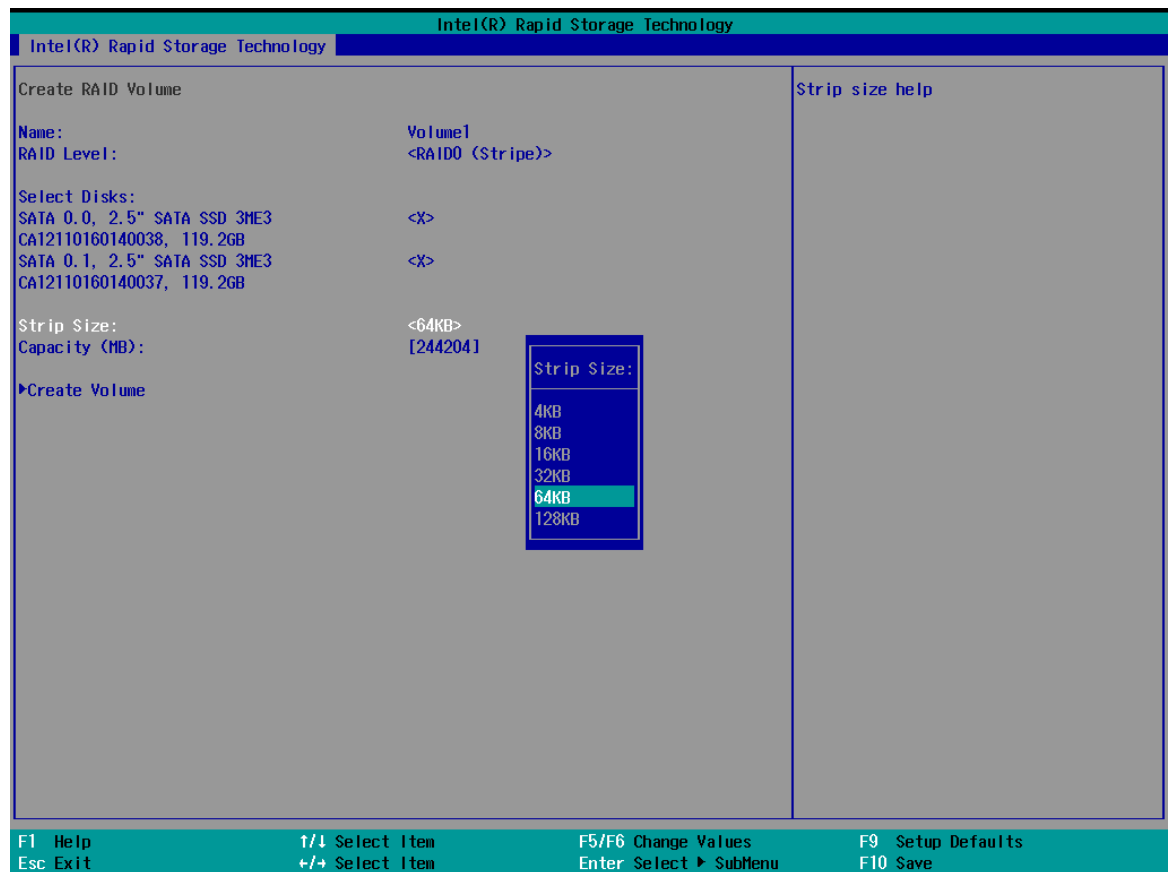 Intel(R) Rapid Storage Technology
Intel(R) Rapid Storage Technology
Create RAID Volume
Strip size help
Name: Volume1
RAID Level: <RAID0 (Stripe)>
Select Disks:
SATA 0.0, 2.5" SATA SSD 3ME3 <X>
CA12110160140038, 119.2GB
SATA 0.1, 2.5" SATA SSD 3ME3 <X>
CA12110160140037, 119.2GB
Strip Size: <64KB>
Capacity (MB): [244204]
▶Create Volume
Strip Size:
4KB
8KB
16KB
32KB
64KB
128KB
F1 Help ↑/↓ Select Item F5/F6 Change Values F9 Setup Defaults
Esc Exit ←/→ Select Item Enter Select ▶ SubMenu F10 Save